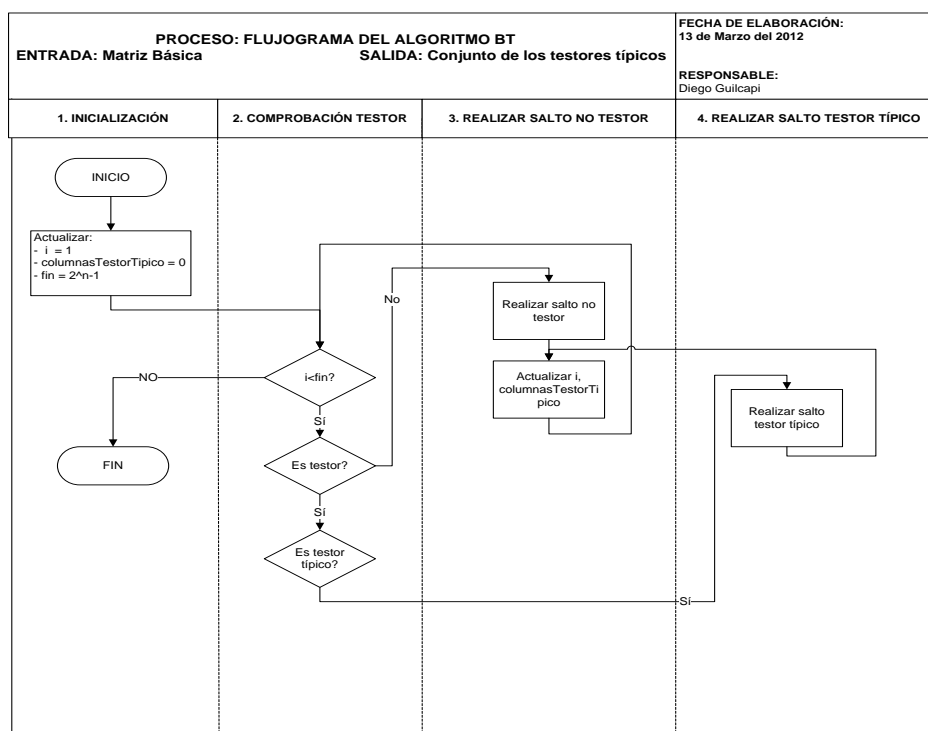 PROCESO: FLUJOGRAMA DEL ALGORITMO BT
ENTRADA: Matriz Básica SALIDA: Conjunto de los testores típicos
FECHA DE ELABORACIÓN:
13 de Marzo del 2012
RESPONSABLE:
Diego Guilcapi
1. INICIALIZACIÓN
2. COMPROBACIÓN TESTOR
3. REALIZAR SALTO NO TESTOR
4. REALIZAR SALTO TESTOR TÍPICO
INICIO
Actualizar:
- i = 1
- columnasTestorTipico = 0
- fin = 2^n-1
i<fin?
NO
FIN
Sí
Es testor?
No
Sí
Es testor
típico?
Sí
Realizar salto no
testor
Actualizar i,
columnasTestorTi
pico
Realizar salto
testor típico